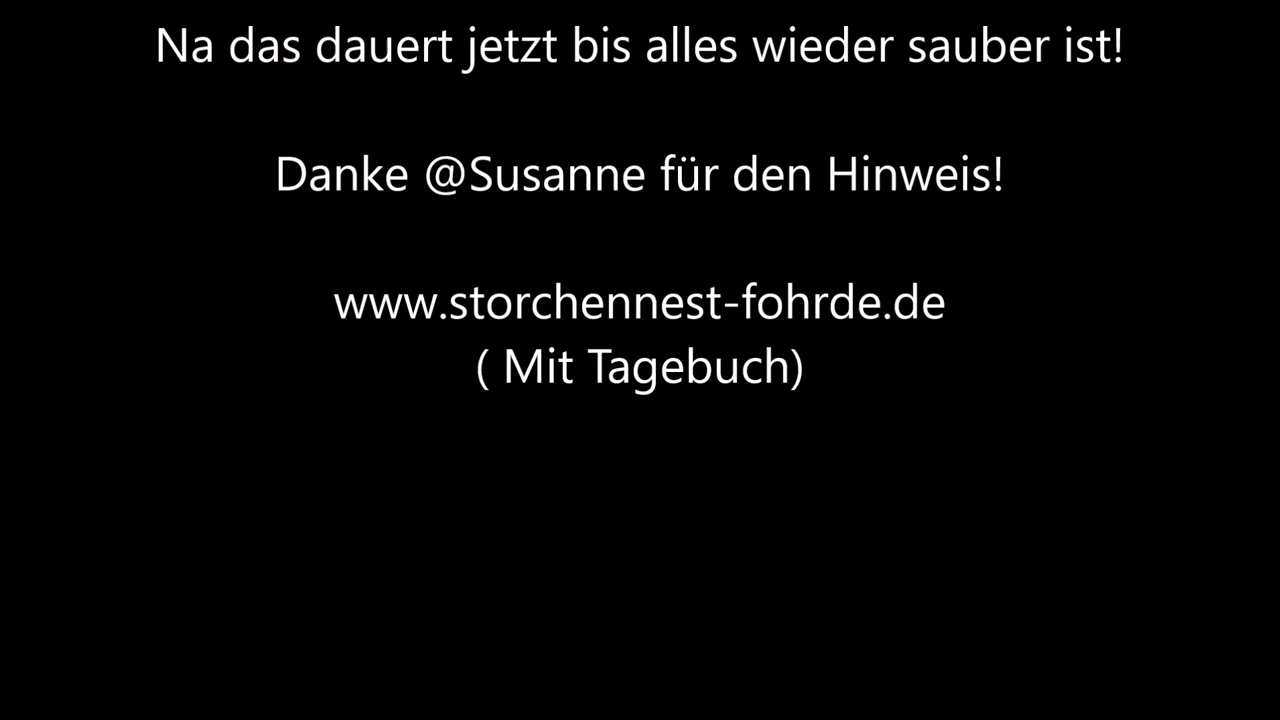 Na das dauert jetzt bis alles wieder sauber ist!
Danke @Susanne für den Hinweis!
www.storchennest-fohrde.de
( Mit Tagebuch)